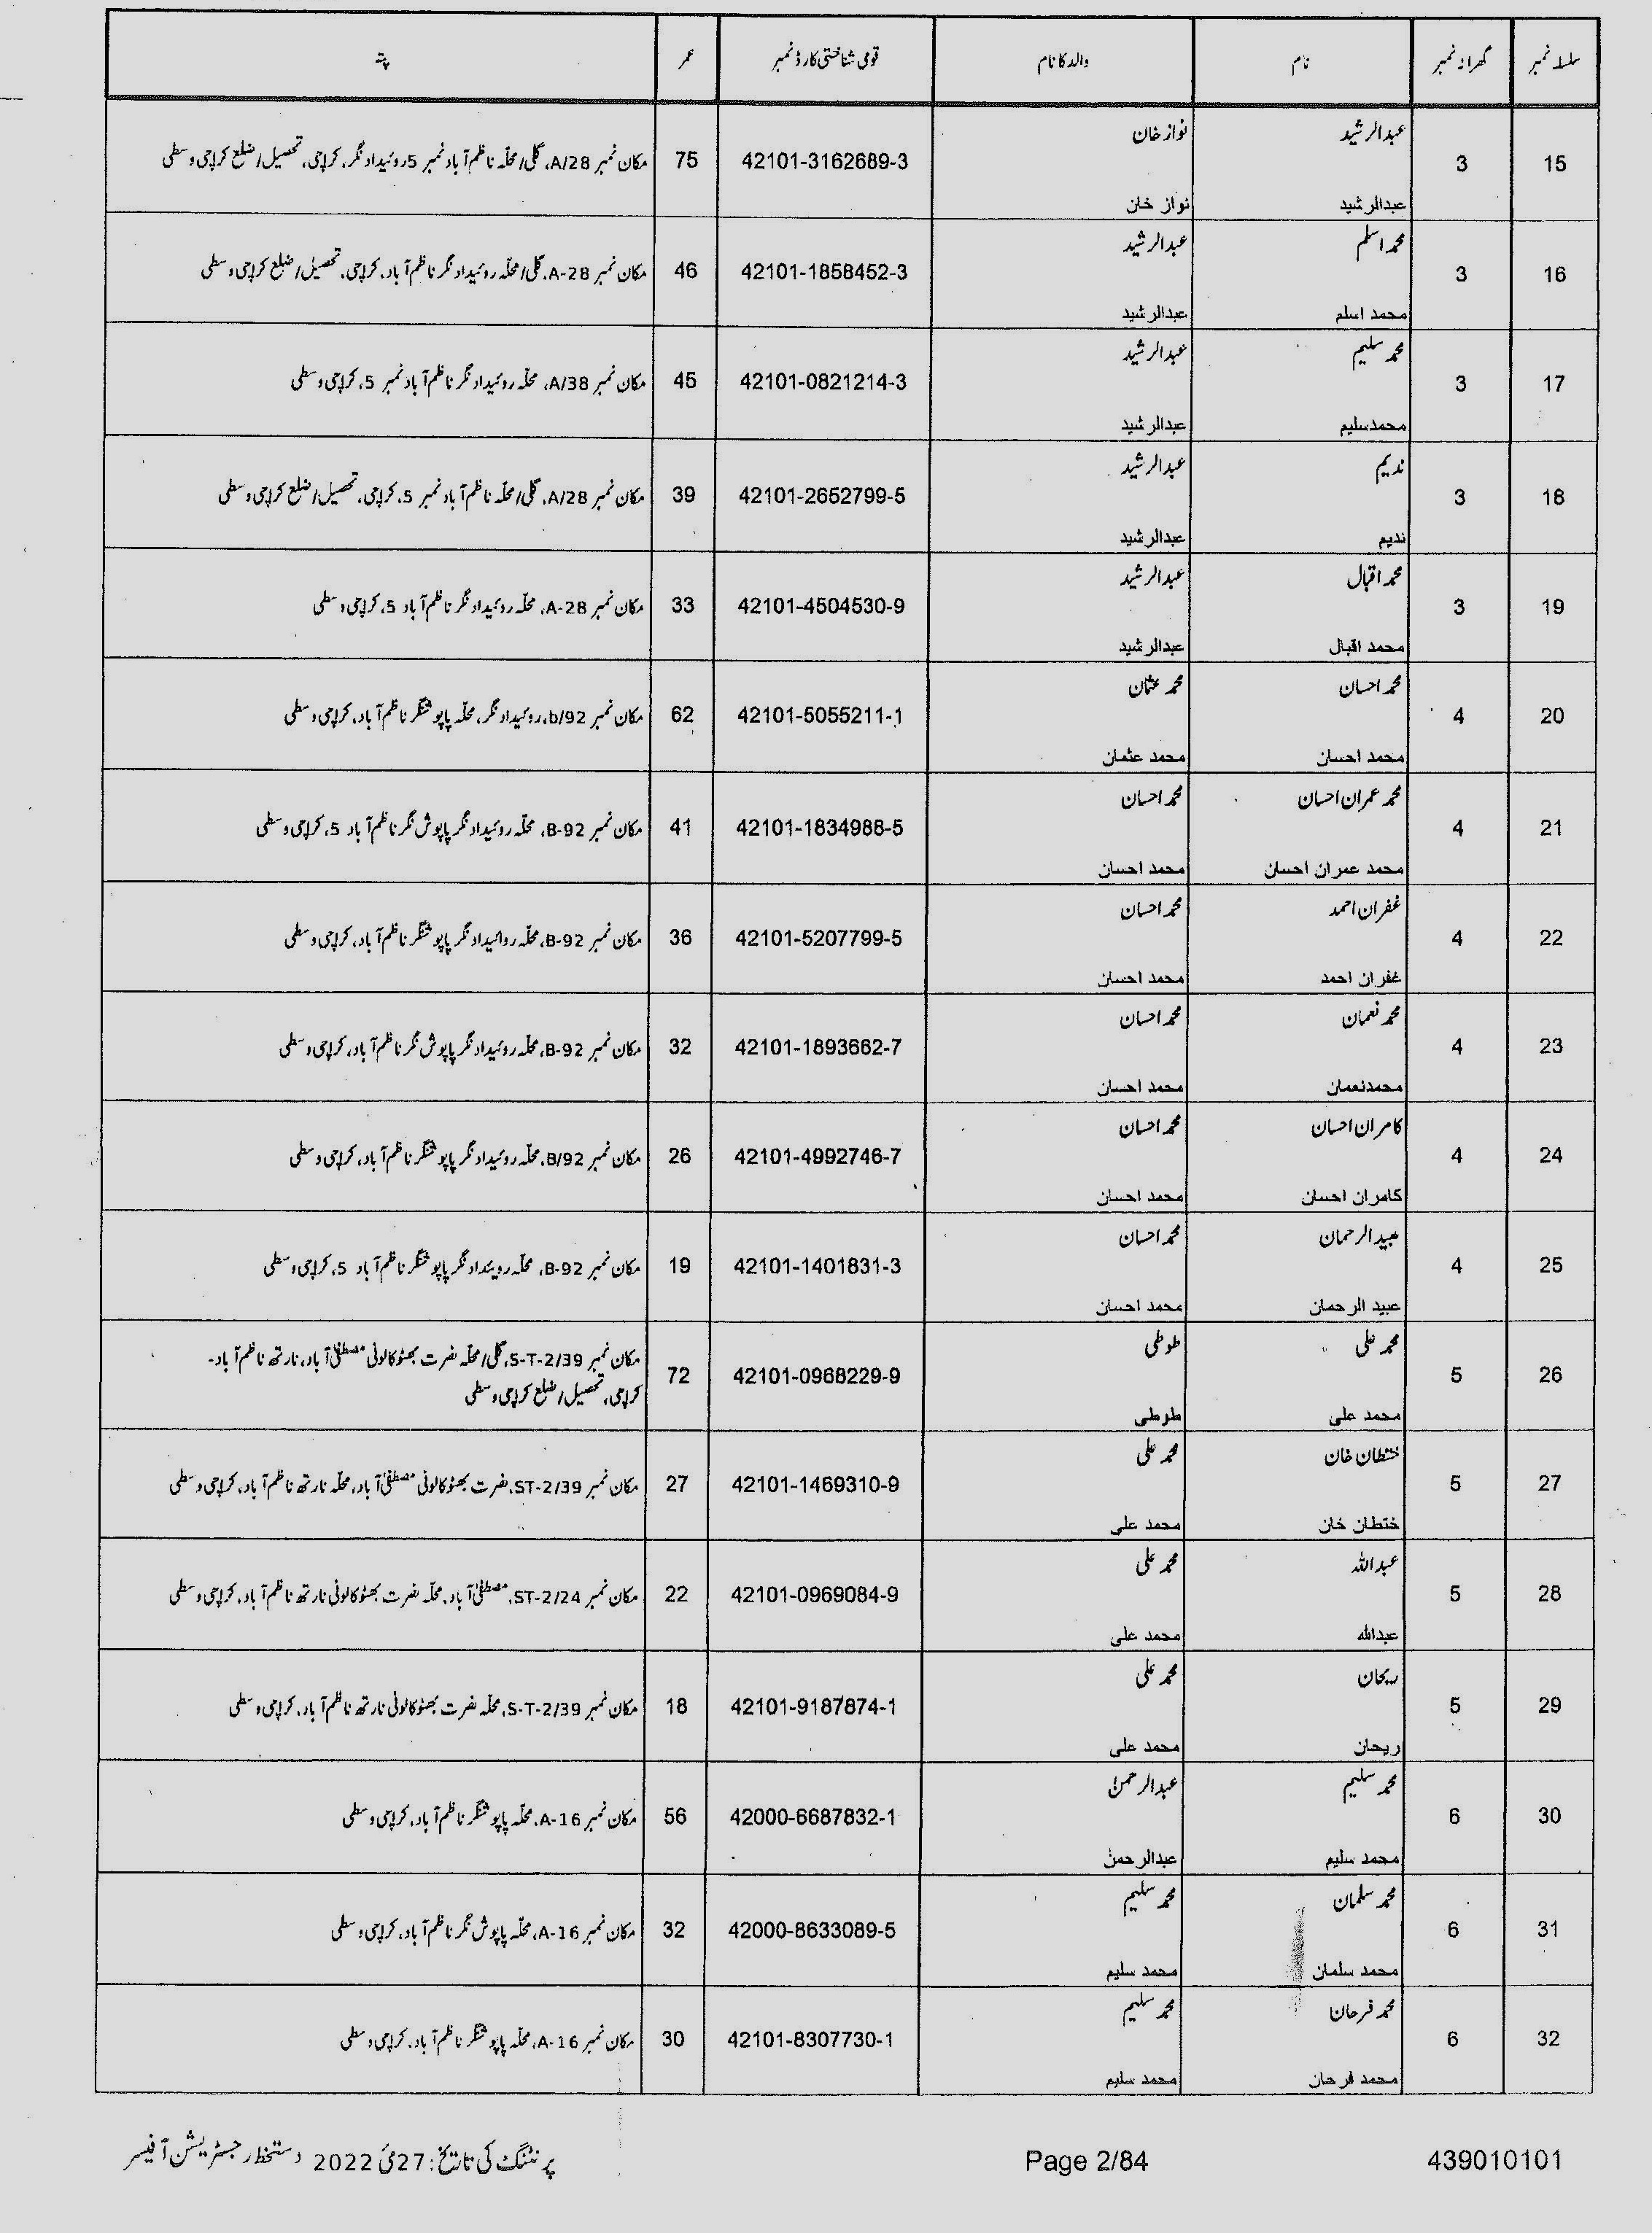 سلسلہ نمبر گھرانہ نمبر نام والد کا نام قومی شناختی کارڈ نمبر عمر پتہ
عبدالرشید نواز خان
15 3 42101-3162689-3 75 مکان نمبر A/28، گلی/محلّہ ناظم آباد نمبر 5 روئیداد نگر، کراچی، تحصیل/ضلع کراچی وسطی
عبدالرشید نواز خان
محمد اسلم عبدالرشید
16 3 42101-1858452-3 46 مکان نمبر A-28، گلی/محلّہ روئیداد نگر ناظم آباد، کراچی، تحصیل/ضلع کراچی وسطی
محمد اسلم عبدالرشید
محمد سلیم عبدالرشید
17 3 42101-0821214-3 45 مکان نمبر A/38، محلّہ روئیداد نگر ناظم آباد نمبر 5، کراچی وسطی
محمدسلیم عبدالرشید
ندیم عبدالرشید
18 3 42101-2652799-5 39 مکان نمبر A/28، گلی/محلّہ ناظم آباد نمبر 5، کراچی، تحصیل/ضلع کراچی وسطی
ندیم عبدالرشید
محمد اقبال عبدالرشید
19 3 42101-4504530-9 33 مکان نمبر A-28، محلّہ روئیداد نگر ناظم آباد 5، کراچی وسطی
محمد اقبال عبدالرشید
محمد احسان محمد عثمان
20 4 42101-5055211-1 62 مکان نمبر b/92، روئیداد نگر، محلّہ پاپوشنگر ناظم آباد، کراچی وسطی
محمد احسان محمد عثمان
محمد عمران احسان محمد احسان
21 4 42101-1834988-5 41 مکان نمبر B-92، محلّہ روئیداد نگر پاپوش نگر ناظم آباد 5، کراچی وسطی
محمد عمران احسان محمد احسان
غفران احمد محمد احسان
22 4 42101-5207799-5 36 مکان نمبر B-92، محلّہ روائیداد نگر پاپوشنگر ناظم آباد، کراچی وسطی
غفران احمد محمد احسان
محمد نعمان محمد احسان
23 4 42101-1893662-7 32 مکان نمبر B-92، محلّہ روئیداد نگر پاپوش نگر ناظم آباد، کراچی وسطی
محمدنعمان محمد احسان
کامران احسان محمد احسان
24 4 42101-4992746-7 26 مکان نمبر B/92، محلّہ روئیداد نگر پاپوشنگر ناظم آباد، کراچی وسطی
کامران احسان محمد احسان
عبید الرحمان محمد احسان
25 4 42101-1401831-3 19 مکان نمبر B-92، محلّہ رویئداد نگر پاپوشنگر ناظم آباد 5، کراچی وسطی
عبید الرحمان محمد احسان
محمد علی طوطی
مکان نمبر S-T-2/39، گلی/محلّہ نصرت بھٹو کالونی مصطفیٰ آباد، نارتھ ناظم آباد-
26 5 42101-0968229-9 72 کراچی، تحصیل/ضلع کراچی وسطی
محمد علی طوطی
ختطان خان محمد علی
27 5 42101-1469310-9 27 مکان نمبر ST-2/39، نصرت بھٹو کالونی مصطفیٰ آباد، محلّہ نارتھ ناظم آباد، کراچی وسطی
ختطان خان محمد علی
عبداللہ محمد علی
28 5 42101-0969084-9 22 مکان نمبر ST-2/24، مصطفیٰ آباد، محلّہ نصرت بھٹو کالونی نارتھ ناظم آباد، کراچی وسطی
عبداللہ محمد علی
ریحان محمد علی
29 5 42101-9187874-1 18 مکان نمبر S-T-2/39، محلّہ نصرت بھٹو کالونی نارتھ ناظم آباد، کراچی وسطی
ریحان محمد علی
محمد سلیم عبدالرحمنٰ
30 6 42000-6687832-1 56 مکان نمبر A-16، محلّہ پاپوشنگر ناظم آباد، کراچی وسطی
محمد سلیم عبدالرحمنٰ
محمد سلمان محمد سلیم
31 6 42000-8633089-5 32 مکان نمبر A-16، محلّہ پاپوش نگر ناظم آباد، کراچی وسطی
محمد سلمان محمد سلیم
محمد فرحان محمد سلیم
32 6 42101-8307730-1 30 مکان نمبر A-16، محلّہ پاپوشنگر ناظم آباد، کراچی وسطی
محمد فرحان محمد سلیم
439010101 Page 2/84 پرنٹنگ کی تاریخ: 27 مئی 2022 دستخط رجسٹریشن آفیسر